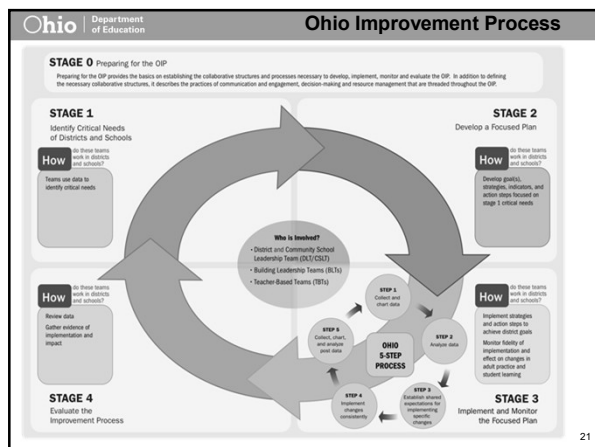 Ohio
Department
of Education
Ohio Improvement Process
STAGE 0 Preparing for the OIP
Preparing for the OIP provides the basics on establishing the collaborative structures and processes necessary to develop, implement, monitor and evaluate the OIP. In addition to defining
the necessary collaborative structures, it describes the practices of communication and engagement, decision-making and resource management that are threaded throughout the OIP.
STAGE 1
Identify Critical Needs
of Districts and Schools
How
do these teams
work in districts
and schools?
Teams use data to
identify critical needs
STAGE 2
Develop a Focused Plan
How
do these teams
work in districts
and schools?
Develop goal(s),
strategies, indicators, and
action steps focused on
stage 1 critical needs
Who is Involved?
• District and Community School
Leadership Team (DLT/CSLT)
• Building Leadership Teams (BLTs)
• Teacher-Based Teams (TBTs)
How
do these teams
work in districts
and schools?
Review data
Gather evidence of
implementation and
impact
STAGE 4
Evaluate the
Improvement Process
STEP 1
Collect and
chart data
STEP 2
Analyze data
STEP 3
Establish shared
expectations for
implementing
specific
changes
STEP 4
Implement
changes
consistently
STEP 5
Collect, chart,
and analyze
post data
OHIO
5-STEP
PROCESS
How
do these teams
work in districts
and schools?
Implement strategies
and action steps to
achieve district goals
Monitor fidelity of
implementation and
effect on changes in
adult practice and
student learning
STAGE 3
Implement and Monitor
the Focused Plan
21